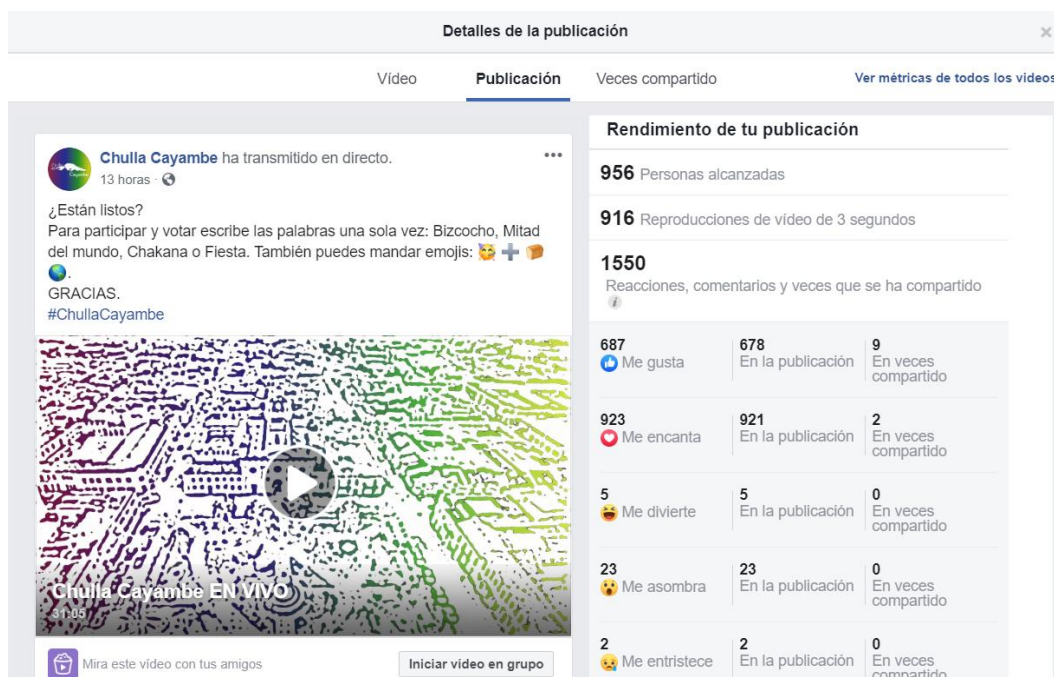 Detalles de la publicación
Vídeo Publicación Veces compartido Ver métricas de todos los videos
Chulla Cayambe ha transmitido en directo.
13 horas ·
¿Están listos?
Para participar y votar escribe las palabras una sola vez: Bizcocho, Mitad
del mundo, Chakana o Fiesta. También puedes mandar emojis: 🥳 ➕ 🍞
🌎.
GRACIAS.
#ChullaCayambe
Chulla Cayambe EN VIVO
31:05
Mira este vídeo con tus amigos
Iniciar vídeo en grupo
Rendimiento de tu publicación
956 Personas alcanzadas
916 Reproducciones de vídeo de 3 segundos
1550
Reacciones, comentarios y veces que se ha compartido
687 678 9
Me gusta En la publicación En veces
compartido
923 921 2
Me encanta En la publicación En veces
compartido
5 5 0
Me divierte En la publicación En veces
compartido
23 23 0
Me asombra En la publicación En veces
compartido
2 2 0
Me entristece En la publicación En veces
compartido